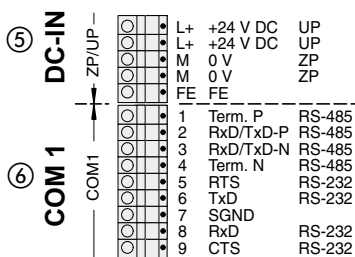 ⑤ DC-IN ZP/UP
L+ +24 V DC UP
L+ +24 V DC UP
M 0 V ZP
M 0 V ZP
FE FE
⑥ COM 1 COM1
1 Term. P RS-485
2 RxD/TxD-P RS-485
3 RxD/TxD-N RS-485
4 Term. N RS-485
5 RTS RS-232
6 TxD RS-232
7 SGND
8 RxD RS-232
9 CTS RS-232